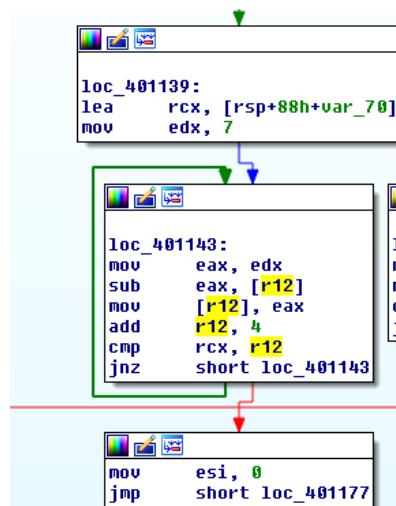 loc_401139:
lea rcx, [rsp+88h+var_70]
mov edx, 7
loc_401143:
mov eax, edx
sub eax, [r12]
mov [r12], eax
add r12, 4
cmp rcx, r12
jnz short loc_401143
mov esi, 0
jmp short loc_401177